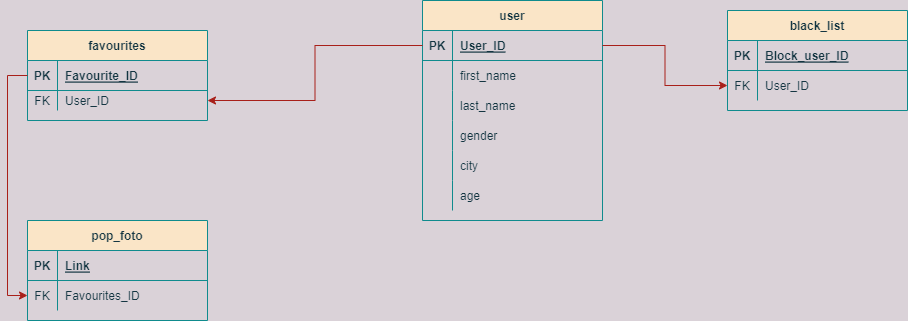 favourites
PK Favourite_ID
FK User_ID
user
PK User_ID
first_name
last_name
gender
city
age
black_list
PK Block_user_ID
FK User_ID
pop_foto
PK Link
FK Favourites_ID